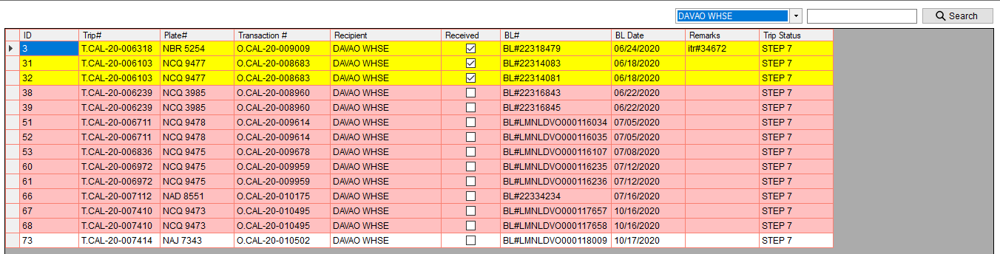 DAVAO WHSE Search
ID Trip# Plate# Transaction # Recipient Received BL# BL Date Remarks Trip Status
3 T.CAL-20-006318 NBR 5254 O.CAL-20-009009 DAVAO WHSE BL#22318479 06/24/2020 itr#34672 STEP 7
31 T.CAL-20-006103 NCQ 9477 O.CAL-20-008683 DAVAO WHSE BL#22314083 06/18/2020 STEP 7
32 T.CAL-20-006103 NCQ 9477 O.CAL-20-008683 DAVAO WHSE BL#22314081 06/18/2020 STEP 7
38 T.CAL-20-006239 NCQ 3985 O.CAL-20-008960 DAVAO WHSE BL#22316843 06/22/2020 STEP 7
39 T.CAL-20-006239 NCQ 3985 O.CAL-20-008960 DAVAO WHSE BL#22316845 06/22/2020 STEP 7
51 T.CAL-20-006711 NCQ 9478 O.CAL-20-009614 DAVAO WHSE BL#LMNLDVO000116034 07/05/2020 STEP 7
52 T.CAL-20-006711 NCQ 9478 O.CAL-20-009614 DAVAO WHSE BL#LMNLDVO000116035 07/05/2020 STEP 7
53 T.CAL-20-006836 NCQ 9475 O.CAL-20-009678 DAVAO WHSE BL#LMNLDVO000116107 07/08/2020 STEP 7
60 T.CAL-20-006972 NCQ 9475 O.CAL-20-009959 DAVAO WHSE BL#LMNLDVO000116235 07/12/2020 STEP 7
61 T.CAL-20-006972 NCQ 9475 O.CAL-20-009959 DAVAO WHSE BL#LMNLDVO000116236 07/12/2020 STEP 7
66 T.CAL-20-007112 NAD 8551 O.CAL-20-010175 DAVAO WHSE BL#22334234 07/16/2020 STEP 7
67 T.CAL-20-007410 NCQ 9473 O.CAL-20-010495 DAVAO WHSE BL#LMNLDVO000117657 10/16/2020 STEP 7
68 T.CAL-20-007410 NCQ 9473 O.CAL-20-010495 DAVAO WHSE BL#LMNLDVO000117658 10/16/2020 STEP 7
73 T.CAL-20-007414 NAJ 7343 O.CAL-20-010502 DAVAO WHSE BL#LMNLDVO000118009 10/17/2020 STEP 7